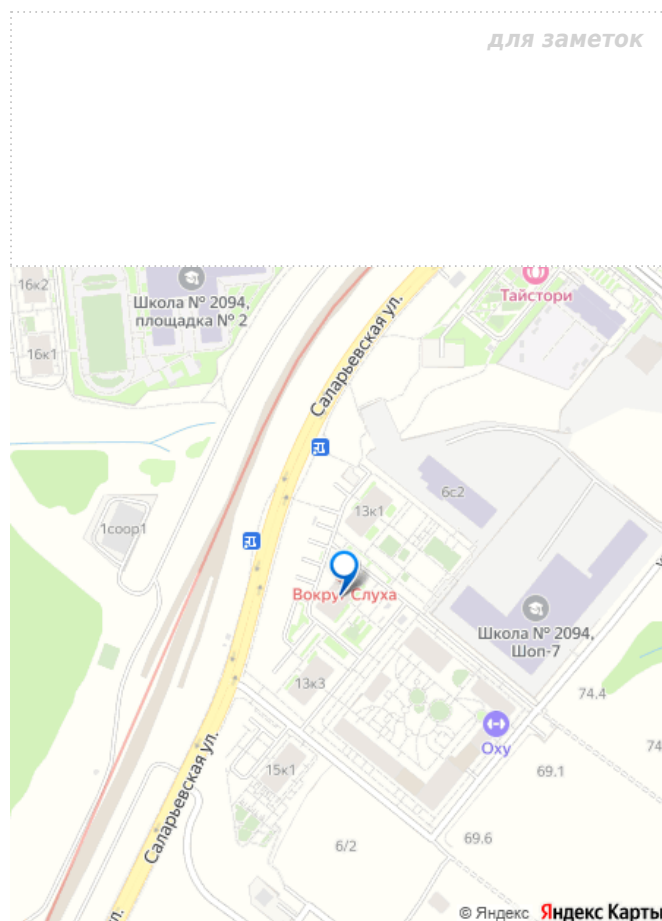 для заметок
16к2
Школа № 2094,
площадка № 2
Тайстори
16к1
Саларьевская ул.
6с2
13к1
1соор1
Вокруг Слуха
Школа № 2094,
Шоп-7
13к3
74.4
Оху
74
15к1
69.1
Саларьевская ул.
6/2
69.6
ул.
© Яндекс Яндекс Карты